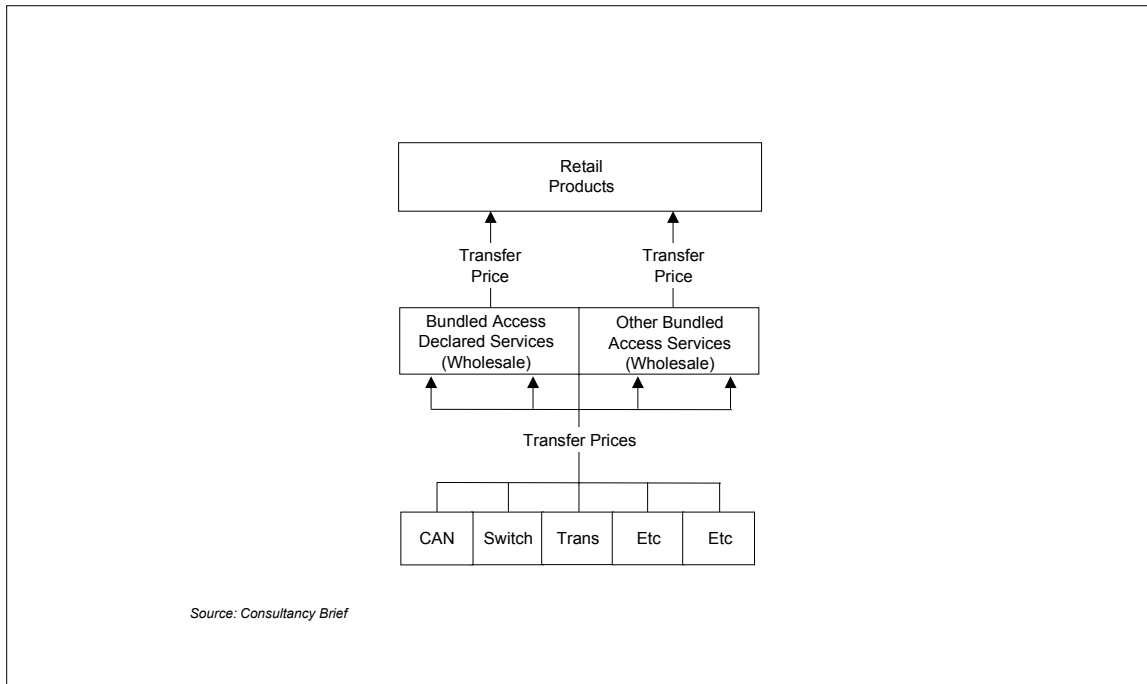 Retail
Products
Transfer
Price
Transfer
Price
Bundled Access
Declared Services
(Wholesale)
Other Bundled
Access Services
(Wholesale)
Transfer Prices
CAN
Switch
Trans
Etc
Etc
Source: Consultancy Brief